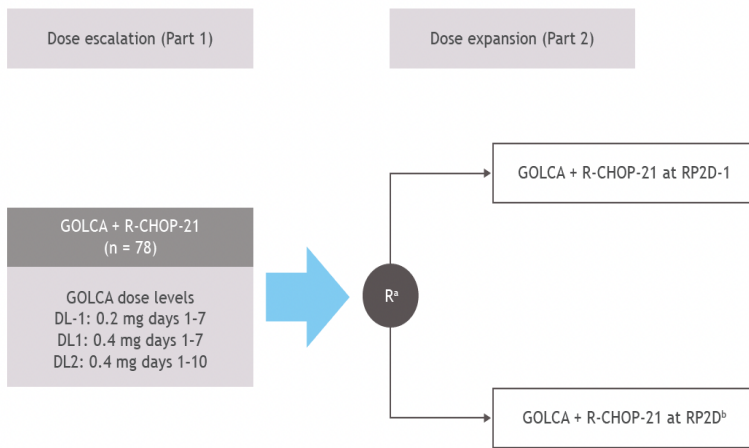 Dose escalation (Part 1)
Dose expansion (Part 2)
GOLCA + R-CHOP-21
(n = 78)
GOLCA dose levels
DL-1: 0.2 mg days 1-7
DL1: 0.4 mg days 1-7
DL2: 0.4 mg days 1-10
Rᵃ
GOLCA + R-CHOP-21 at RP2D-1
GOLCA + R-CHOP-21 at RP2Dᵇ